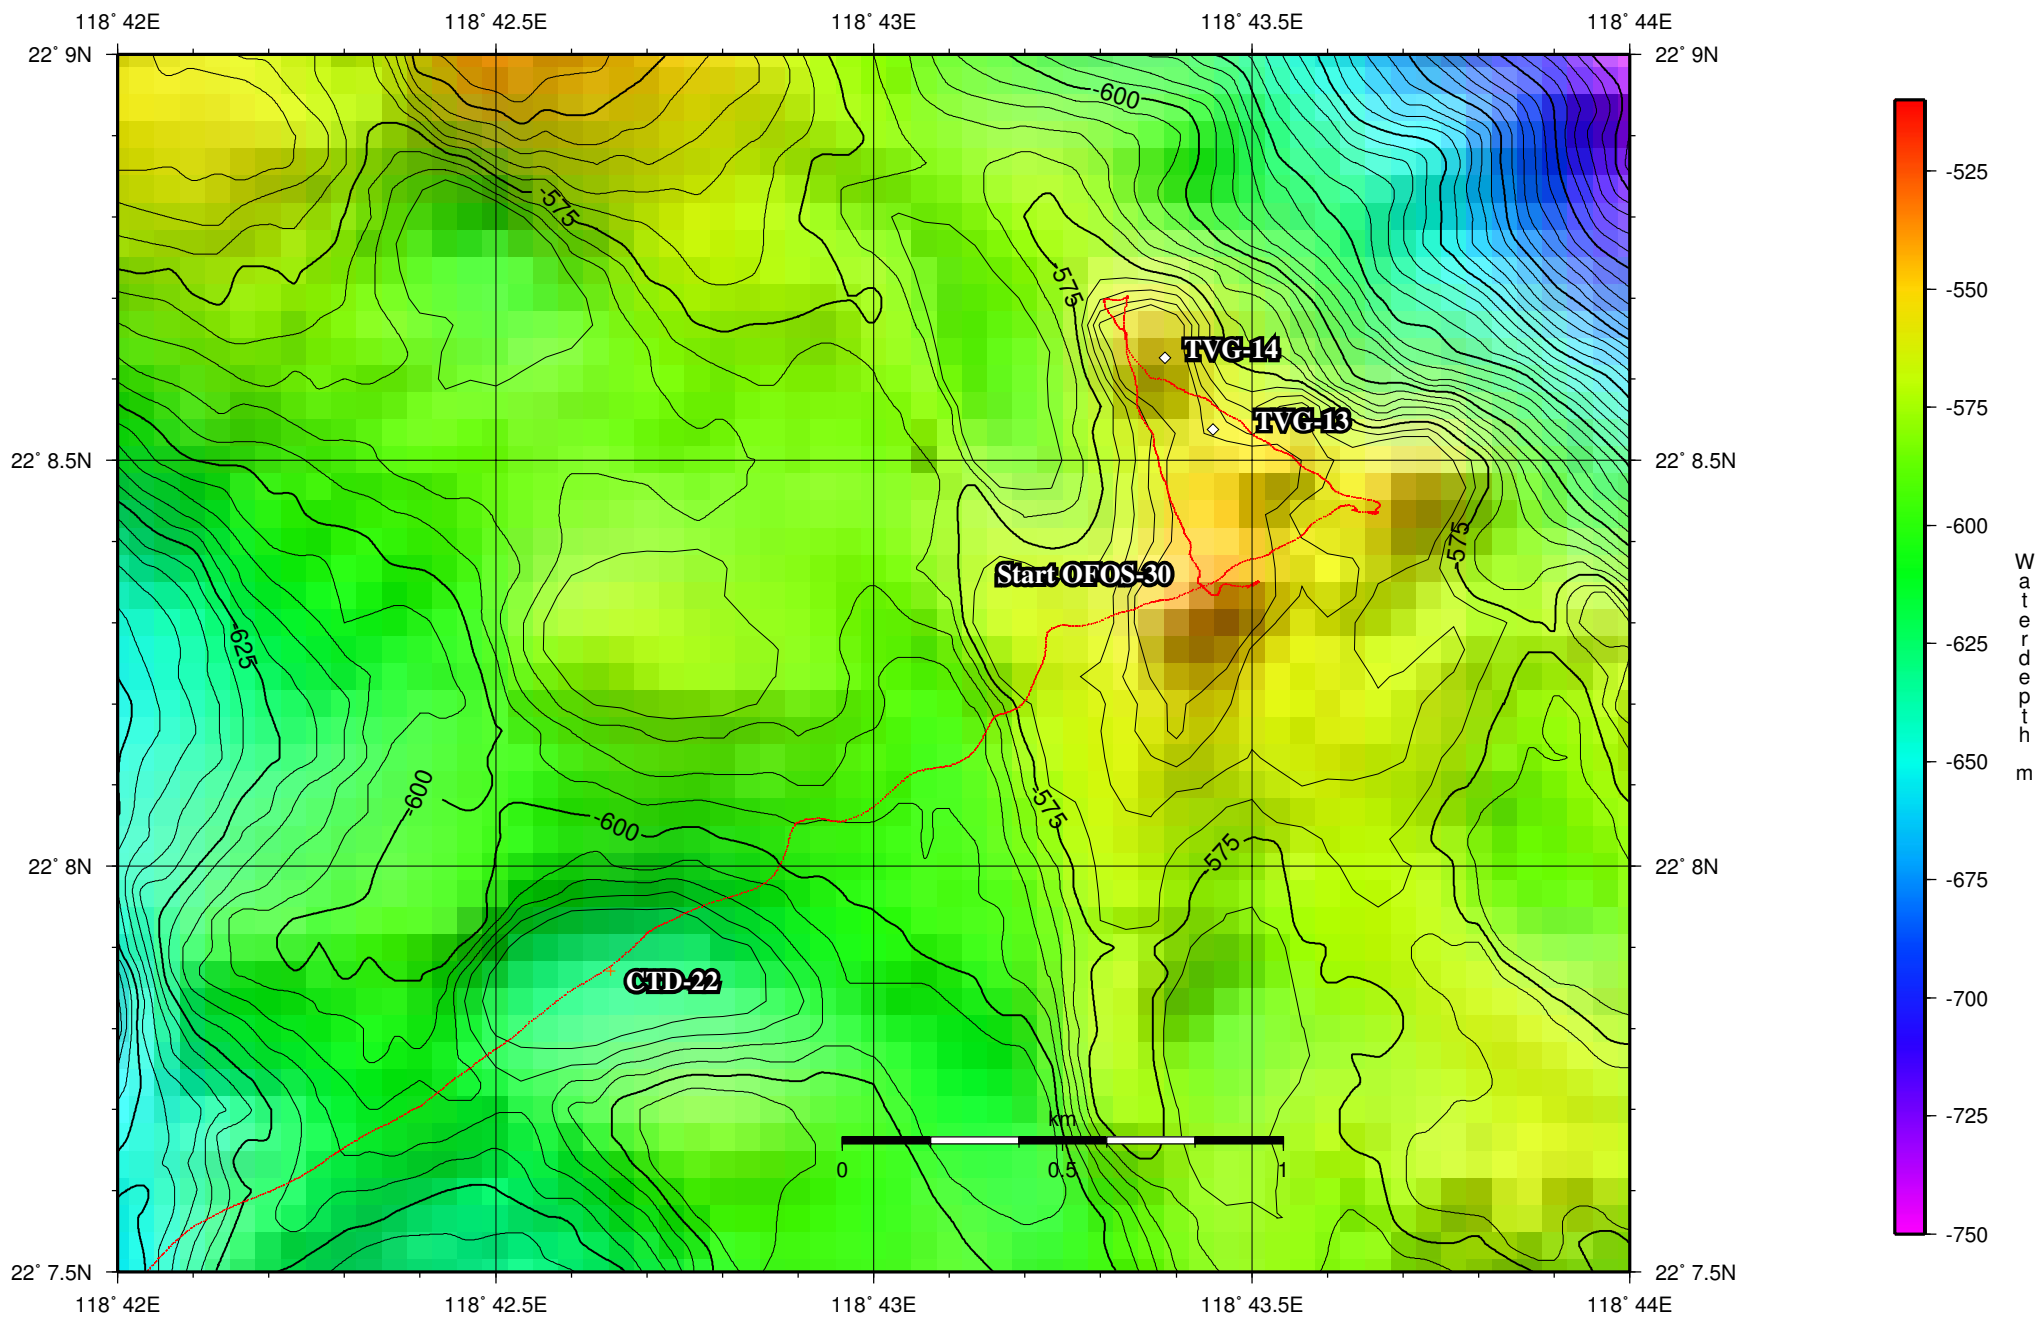 118° 42E 118° 42.5E 118° 43E 118° 43.5E 118° 44E
22° 9N 22° 9N
-600
-525
-575
-575
-550
TVG-14
-575
TVG-13
22° 8.5N 22° 8.5N
-600
-575
Start OFOS-30
Waterdepth m
-625
-625
-650
-600
-575
-600
-575
22° 8N 22° 8N
-675
CTD-22
-700
km
-725
0 0.5 1
-750
22° 7.5N 22° 7.5N
118° 42E 118° 42.5E 118° 43E 118° 43.5E 118° 44E